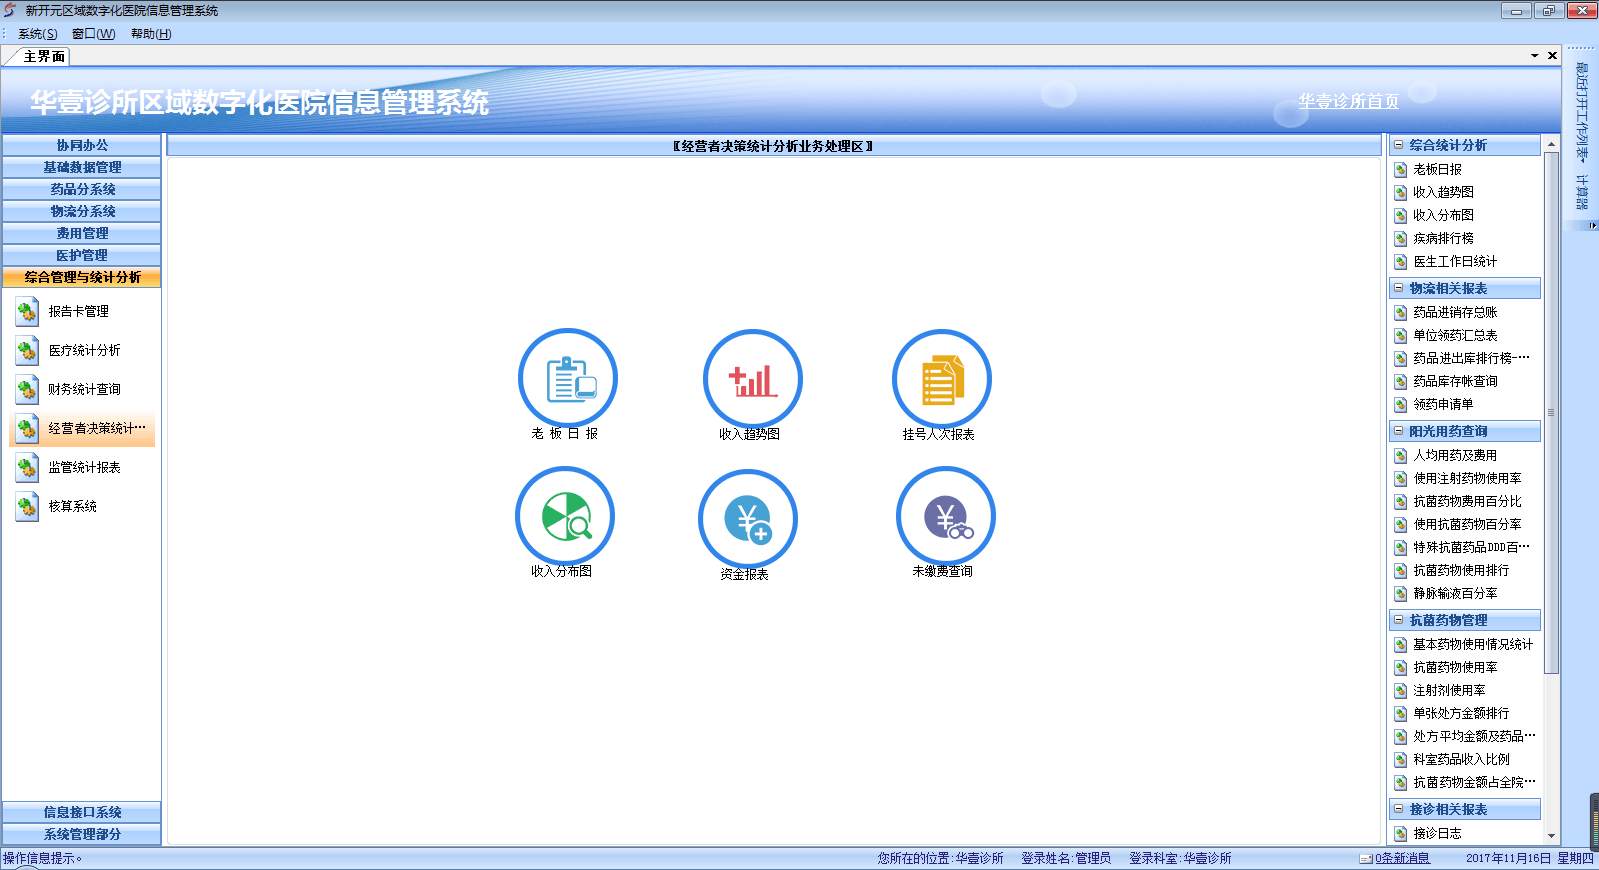 新开元区域数字化医院信息管理系统
系统(S) 窗口(W) 帮助(H)
主界面
华壹诊所区域数字化医院信息管理系统
华壹诊所首页
最近打开工作列表
计算器
协同办公
基础数据管理
药品分系统
物流分系统
费用管理
医护管理
综合管理与统计分析
报告卡管理
医疗统计分析
财务统计查询
经营者决策统计…
监管统计报表
核算系统
信息接口系统
系统管理部分
〖经营者决策统计分析业务处理区〗
老 板 日 报
收入趋势图
挂号人次报表
收入分布图
资金报表
未缴费查询
综合统计分析
老板日报
收入趋势图
收入分布图
疾病排行榜
医生工作日统计
物流相关报表
药品进销存总账
单位领药汇总表
药品进出库排行榜-…
药品库存帐查询
领药申请单
阳光用药查询
人均用药及费用
使用注射药物使用率
抗菌药物费用百分比
使用抗菌药物百分率
特殊抗菌药品DDD百…
抗菌药物使用排行
静脉输液百分率
抗菌药物管理
基本药物使用情况统计
抗菌药物使用率
注射剂使用率
单张处方金额排行
处方平均金额及药品…
科室药品收入比例
抗菌药物金额占全院…
接诊相关报表
接诊日志
操作信息提示。
您所在的位置:华壹诊所 登录姓名:管理员 登录科室:华壹诊所
0条新消息
2017年11月16日 星期四